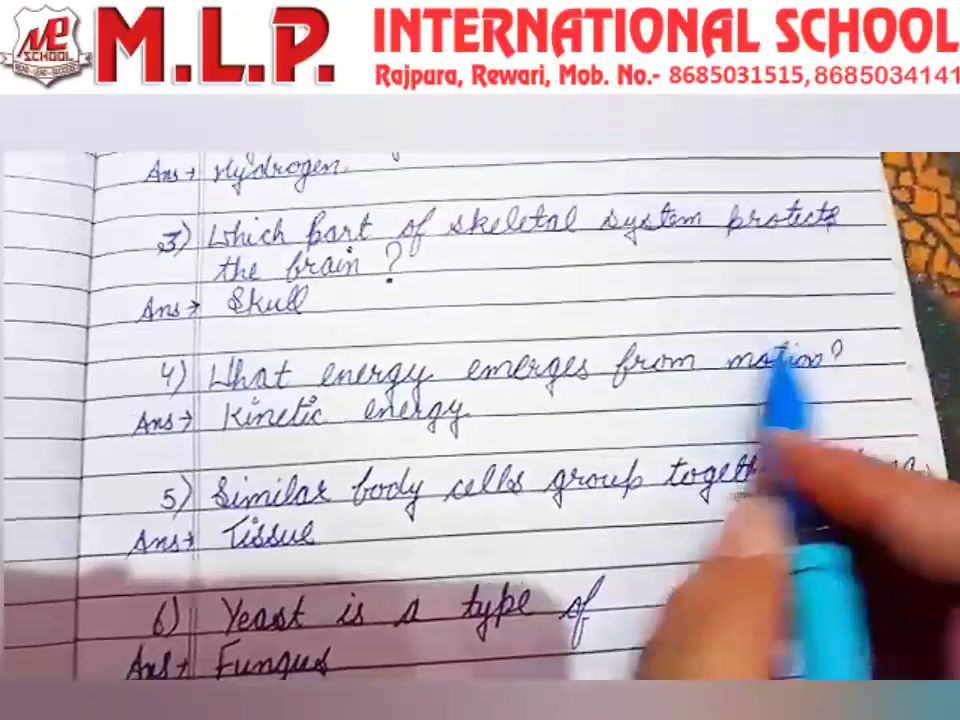 M.L.P.
INTERNATIONAL SCHOOL
SCHOOL
Rajpura, Rewari, Mob. No.- 8685031515, 8685034141
Ans → Hydrogen.
3) Which part of skeletal system protects
the brain ?
Ans → Skull
4) What energy emerges from motion?
Ans → Kinetic energy
5) Similar body cells group together
Ans → Tissue
6) Yeast is a type of
Ans → Fungus